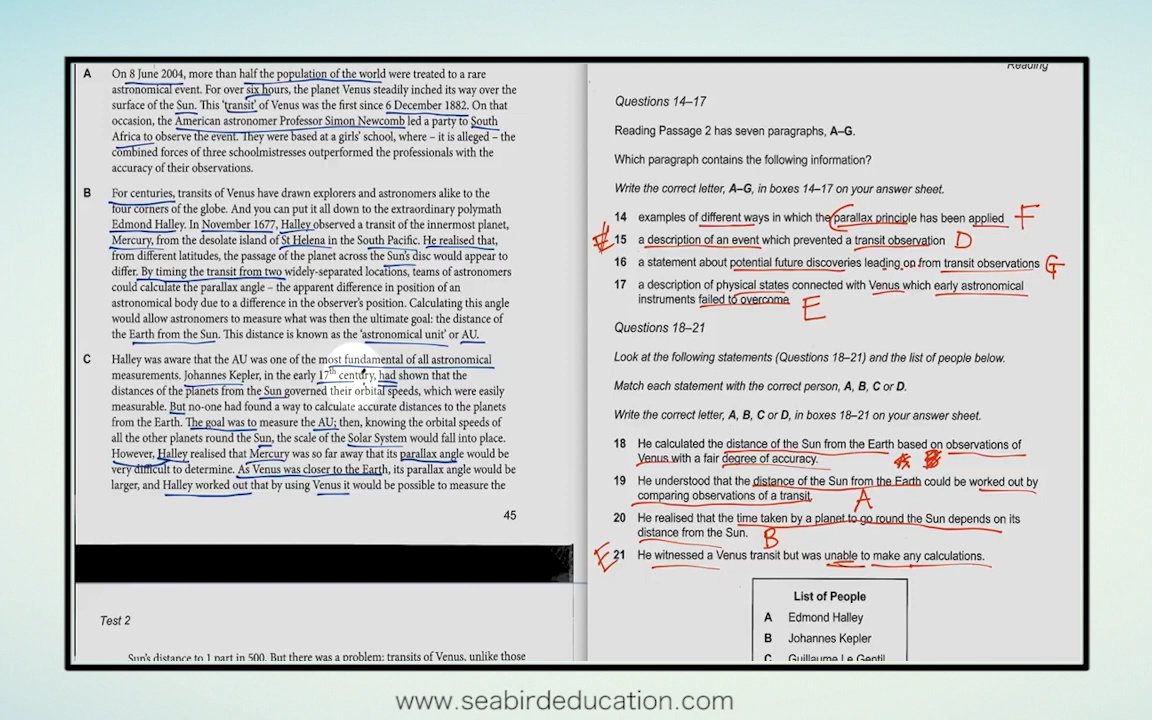 A On 8 June 2004, more than half the population of the world were treated to a rare
astronomical event. For over six hours, the planet Venus steadily inched its way over the
surface of the Sun. This 'transit' of Venus was the first since 6 December 1882. On that
occasion, the American astronomer Professor Simon Newcomb led a party to South
Africa to observe the event. They were based at a girls' school, where – it is alleged – the
combined forces of three schoolmistresses outperformed the professionals with the
accuracy of their observations.
B For centuries, transits of Venus have drawn explorers and astronomers alike to the
four corners of the globe. And you can put it all down to the extraordinary polymath
Edmond Halley. In November 1677, Halley observed a transit of the innermost planet,
Mercury, from the desolate island of St Helena in the South Pacific. He realised that,
from different latitudes, the passage of the planet across the Sun's disc would appear to
differ. By timing the transit from two widely-separated locations, teams of astronomers
could calculate the parallax angle – the apparent difference in position of an
astronomical body due to a difference in the observer's position. Calculating this angle
would allow astronomers to measure what was then the ultimate goal: the distance of
the Earth from the Sun. This distance is known as the 'astronomical unit' or AU.
C Halley was aware that the AU was one of the most fundamental of all astronomical
measurements. Johannes Kepler, in the early 17th century, had shown that the
distances of the planets from the Sun governed their orbital speeds, which were easily
measurable. But no-one had found a way to calculate accurate distances to the planets
from the Earth. The goal was to measure the AU; then, knowing the orbital speeds of
all the other planets round the Sun, the scale of the Solar System would fall into place.
However, Halley realised that Mercury was so far away that its parallax angle would be
very difficult to determine. As Venus was closer to the Earth, its parallax angle would be
larger, and Halley worked out that by using Venus it would be possible to measure the
45
Test 2
Sun's distance to 1 part in 500. But there was a problem: transits of Venus, unlike those
Reading
Questions 14–17
Reading Passage 2 has seven paragraphs, A–G.
Which paragraph contains the following information?
Write the correct letter, A–G, in boxes 14–17 on your answer sheet.
14 examples of different ways in which the parallax principle has been applied F
15 a description of an event which prevented a transit observation D
16 a statement about potential future discoveries leading on from transit observations G
17 a description of physical states connected with Venus which early astronomical
instruments failed to overcome E
Questions 18–21
Look at the following statements (Questions 18–21) and the list of people below.
Match each statement with the correct person, A, B, C or D.
Write the correct letter, A, B, C or D, in boxes 18–21 on your answer sheet.
18 He calculated the distance of the Sun from the Earth based on observations of
Venus with a fair degree of accuracy.
19 He understood that the distance of the Sun from the Earth could be worked out by
comparing observations of a transit. A
20 He realised that the time taken by a planet to go round the Sun depends on its
distance from the Sun. B
21 He witnessed a Venus transit but was unable to make any calculations.
List of People
A Edmond Halley
B Johannes Kepler
C Guillaume Le Gentil
www.seabirdeducation.com